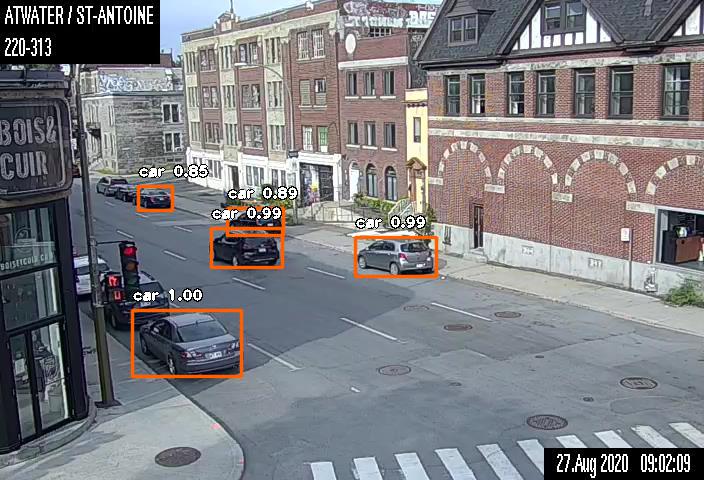 ATWATER / ST-ANTOINE
220-313
BOIS&
CUIR
car 0.85
car 0.89
car 0.99
car 0.99
car 1.00
27.Aug 2020 09:02:09